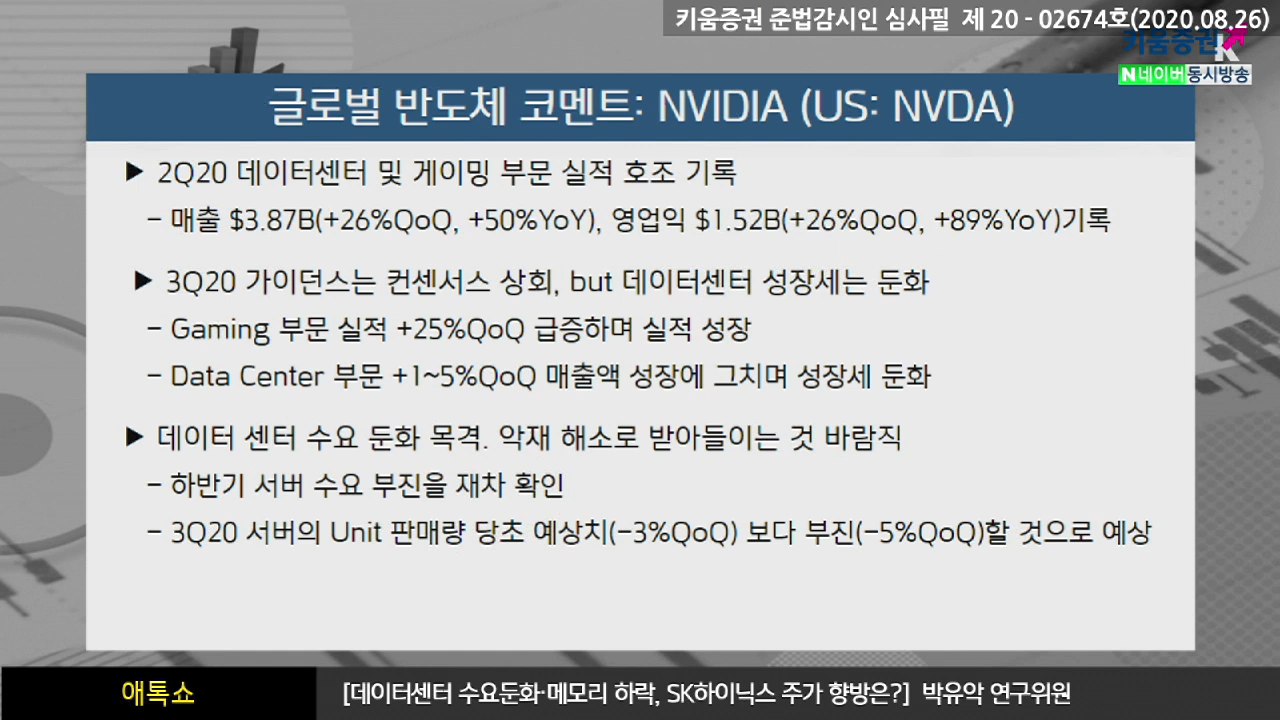 키움증권 준법감시인 심사필 제 20 - 02674호(2020.08.26)
키움증권
N 네이버 동시방송
글로벌 반도체 코멘트: NVIDIA (US: NVDA)
▶ 2Q20 데이터센터 및 게이밍 부문 실적 호조 기록
- 매출 $3.87B(+26%QoQ, +50%YoY), 영업익 $1.52B(+26%QoQ, +89%YoY)기록
▶ 3Q20 가이던스는 컨센서스 상회, but 데이터센터 성장세는 둔화
- Gaming 부문 실적 +25%QoQ 급증하며 실적 성장
- Data Center 부문 +1~5%QoQ 매출액 성장에 그치며 성장세 둔화
▶ 데이터 센터 수요 둔화 목격. 악재 해소로 받아들이는 것 바람직
- 하반기 서버 수요 부진을 재차 확인
- 3Q20 서버의 Unit 판매량 당초 예상치(-3%QoQ) 보다 부진(-5%QoQ)할 것으로 예상
애톡쇼
[데이터센터 수요둔화·메모리 하락, SK하이닉스 주가 향방은?] 박유악 연구위원